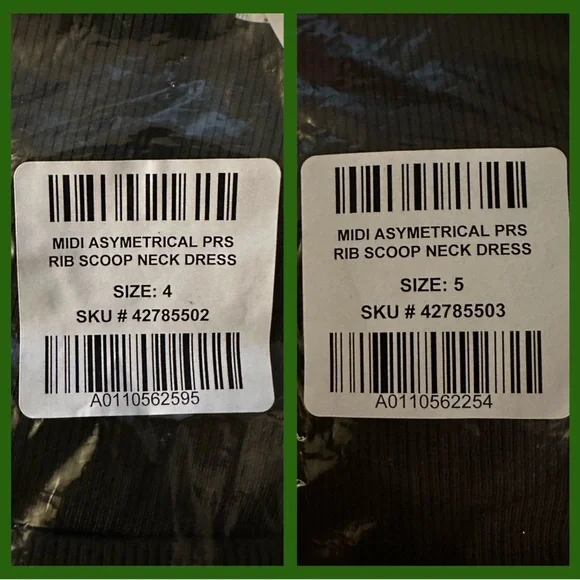 MIDI ASYMETRICAL PRS
RIB SCOOP NECK DRESS
SIZE: 4
SKU # 42785502
A0110562595
MIDI ASYMETRICAL PRS
RIB SCOOP NECK DRESS
SIZE: 5
SKU # 42785503
A0110562254